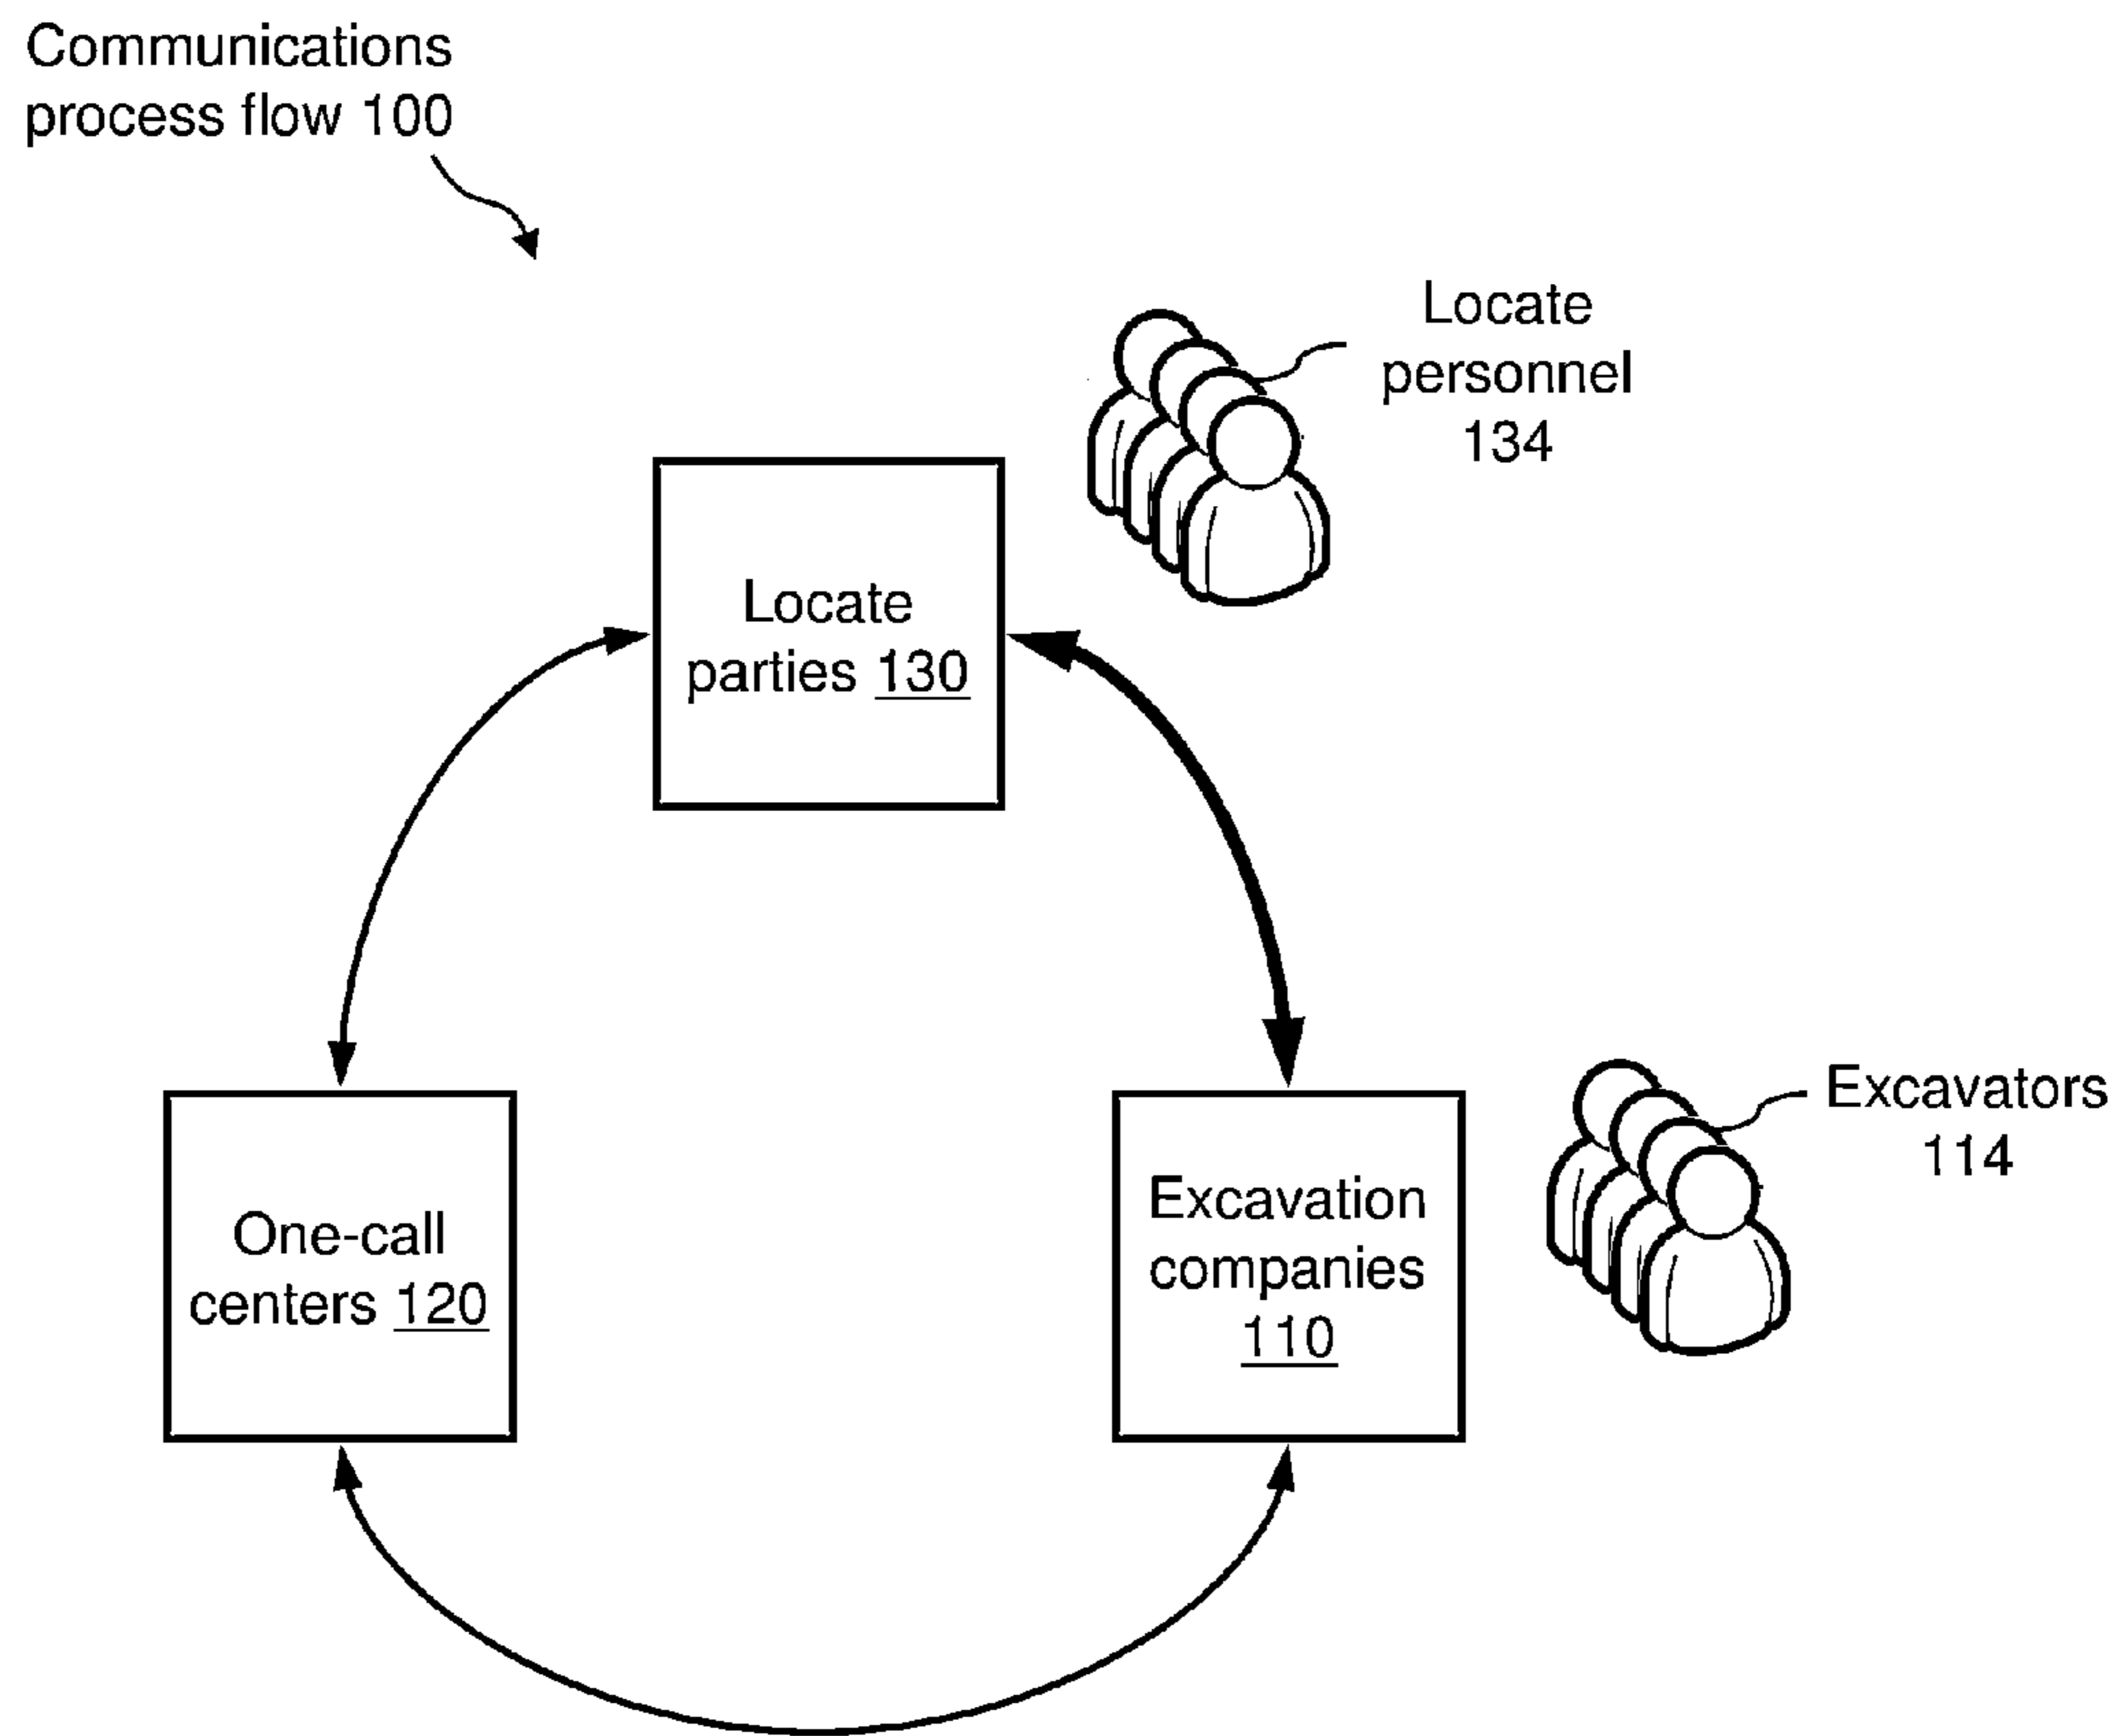 Communications
process flow 100
Locate
personnel
134
Locate
parties 130
Excavators
114
One-call
centers 120
Excavation
companies
110